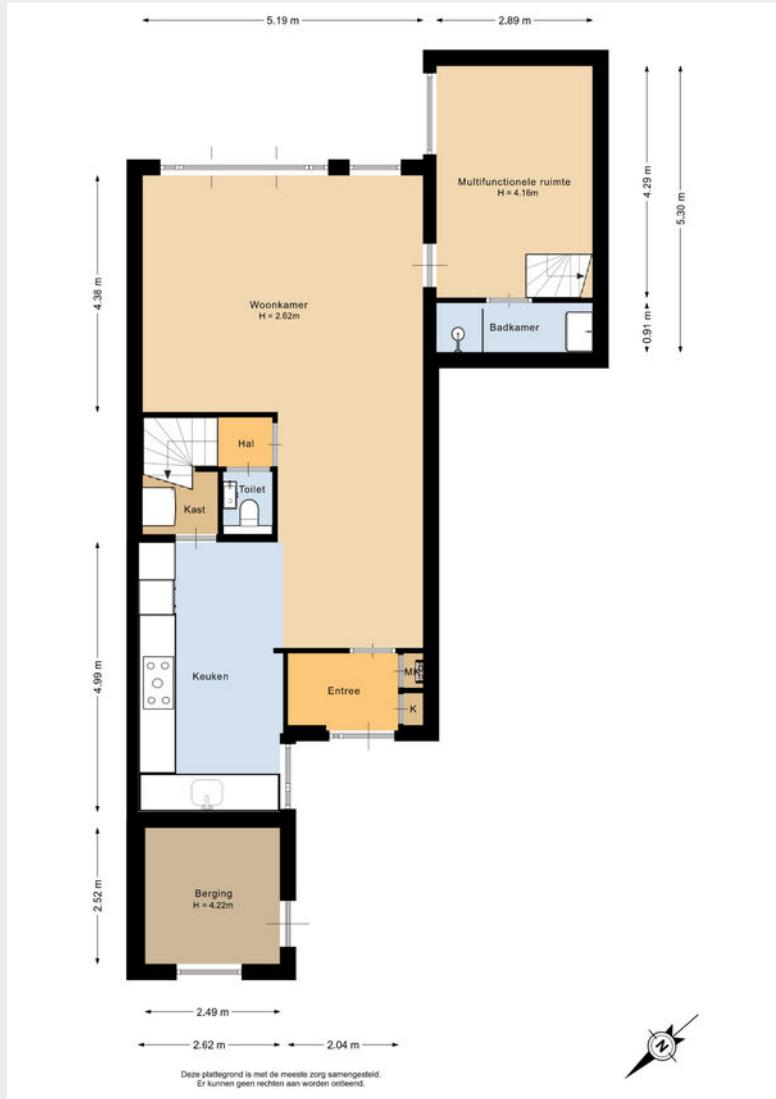 5.19 m
2.89 m
Multifunctionele ruimte
H = 4.16m
4.29 m
5.30 m
4.38 m
Woonkamer
H = 2.62m
Badkamer
0.91 m
Hal
Toilet
Kast
4.99 m
Keuken
Entree
MK
K
2.52 m
Berging
H = 4.22m
2.49 m
2.62 m
2.04 m
N
Deze plattegrond is met de meeste zorg samengesteld.
Er kunnen geen rechten aan worden ontleend.